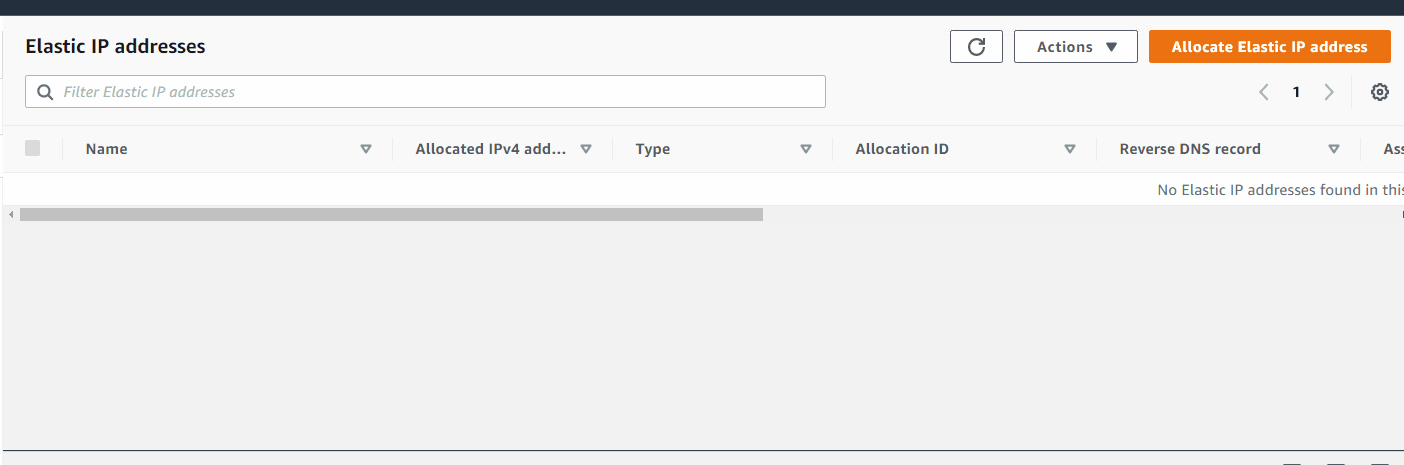 Elastic IP addresses
Actions
Allocate Elastic IP address
Filter Elastic IP addresses
1
Name
Allocated IPv4 add...
Type
Allocation ID
Reverse DNS record
Ass
No Elastic IP addresses found in this